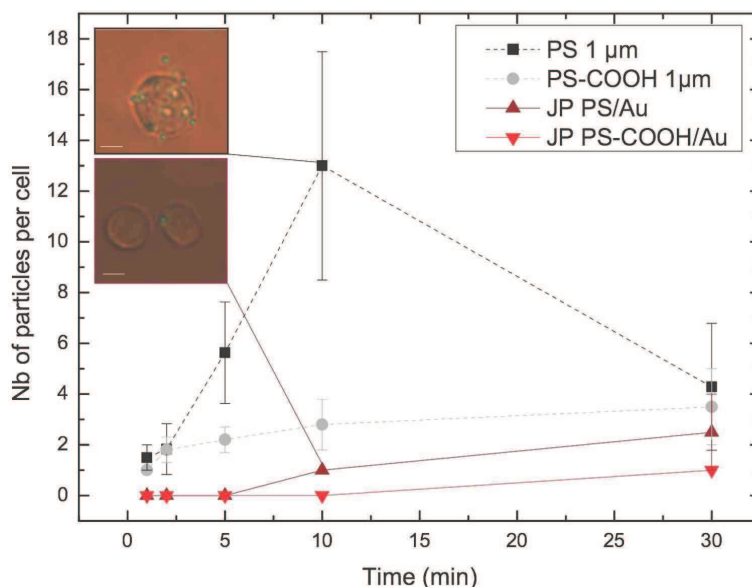 18
16
14
12
10
8
6
4
2
0
Nb of particles per cell
PS 1 µm
PS-COOH 1µm
JP PS/Au
JP PS-COOH/Au
0 5 10 15 20 25 30
Time (min)